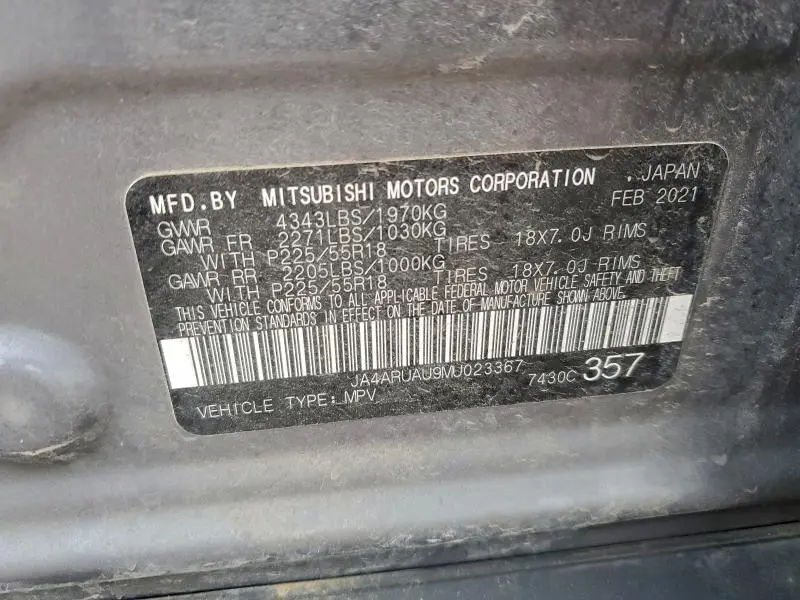 MFD.BY MITSUBISHI MOTORS CORPORATION . JAPAN
FEB 2021
GVWR 4343LBS/1970KG
GAWR FR 2271LBS/1030KG
WITH P225/55R18 TIRES 18X7.0J RIMS
GAWR RR 2205LBS/1000KG
WITH P225/55R18 TIRES 18X7.0J RIMS
THIS VEHICLE CONFORMS TO ALL APPLICABLE FEDERAL MOTOR VEHICLE SAFETY AND THEFT
PREVENTION STANDARDS IN EFFECT ON THE DATE OF MANUFACTURE SHOWN ABOVE.
JA4ARUAU9MU023367 7430C 357
VEHICLE TYPE: MPV